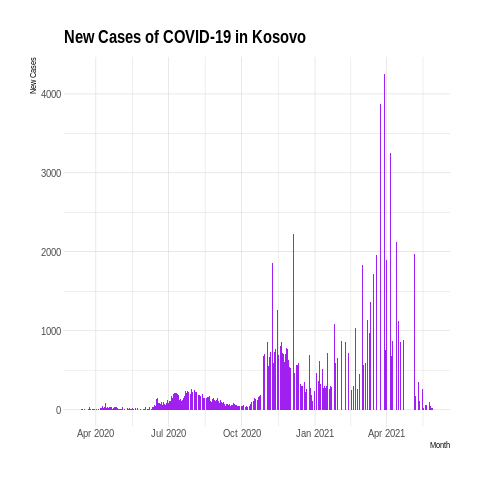 New Cases of COVID-19 in Kosovo
New Cases
4000
3000
2000
1000
0
Apr 2020 Jul 2020 Oct 2020 Jan 2021 Apr 2021
Month